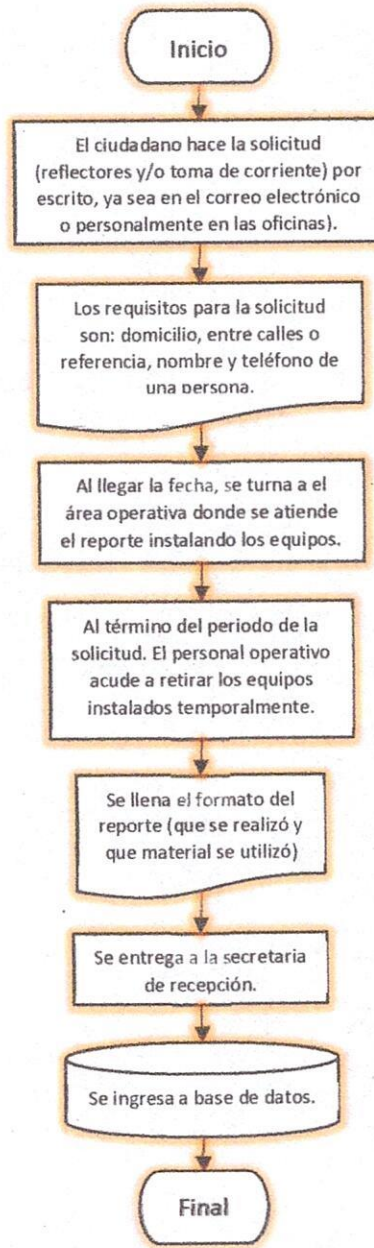 Inicio
El ciudadano hace la solicitud
(reflectores y/o toma de corriente) por
escrito, ya sea en el correo electrónico
o personalmente en las oficinas).
Los requisitos para la solicitud
son: domicilio, entre calles o
referencia, nombre y teléfono de
una persona.
Al llegar la fecha, se turna a el
área operativa donde se atiende
el reporte instalando los equipos.
Al término del periodo de la
solicitud. El personal operativo
acude a retirar los equipos
instalados temporalmente.
Se llena el formato del
reporte (que se realizó y
que material se utilizó)
Se entrega a la secretaria
de recepción.
Se ingresa a base de datos.
Final